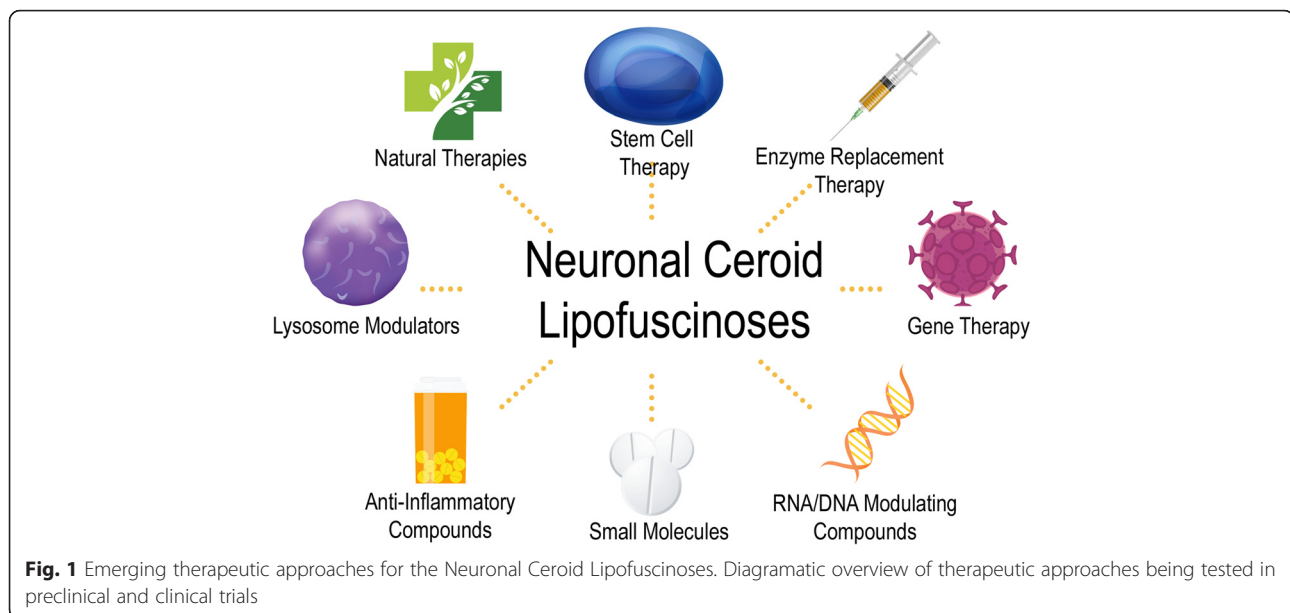 Natural Therapies
Stem Cell
Therapy
Enzyme Replacement
Therapy
Lysosome Modulators
Neuronal Ceroid
Lipofuscinoses
Gene Therapy
Anti-Inflammatory
Compounds
Small Molecules
RNA/DNA Modulating
Compounds
Fig. 1 Emerging therapeutic approaches for the Neuronal Ceroid Lipofuscinoses. Diagramatic overview of therapeutic approaches being tested in
preclinical and clinical trials